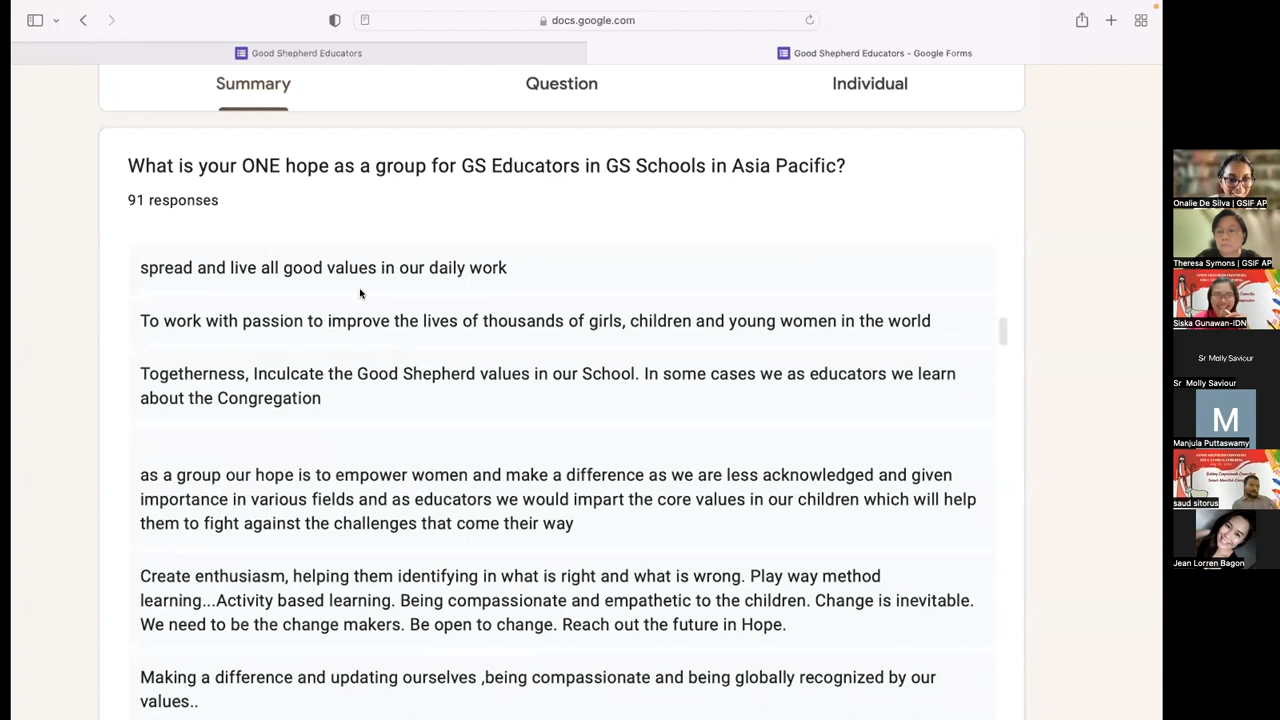 docs.google.com
Good Shepherd Educators
Good Shepherd Educators - Google Forms
Summary
Question
Individual
What is your ONE hope as a group for GS Educators in GS Schools in Asia Pacific?
91 responses
spread and live all good values in our daily work
To work with passion to improve the lives of thousands of girls, children and young women in the world
Togetherness, Inculcate the Good Shepherd values in our School. In some cases we as educators we learn
about the Congregation
as a group our hope is to empower women and make a difference as we are less acknowledged and given
importance in various fields and as educators we would impart the core values in our children which will help
them to fight against the challenges that come their way
Create enthusiasm, helping them identifying in what is right and what is wrong. Play way method
learning...Activity based learning. Being compassionate and empathetic to the children. Change is inevitable.
We need to be the change makers. Be open to change. Reach out the future in Hope.
Making a difference and updating ourselves ,being compassionate and being globally recognized by our
values..
Onalie De Silva | GSIF AP
Theresa Symons | GSIF AP
Siska Gunawan-IDN
Sr Molly Saviour
Sr Molly Saviour
M
Manjula Puttaswamy
saud sitorus
Jean Lorren Bagon